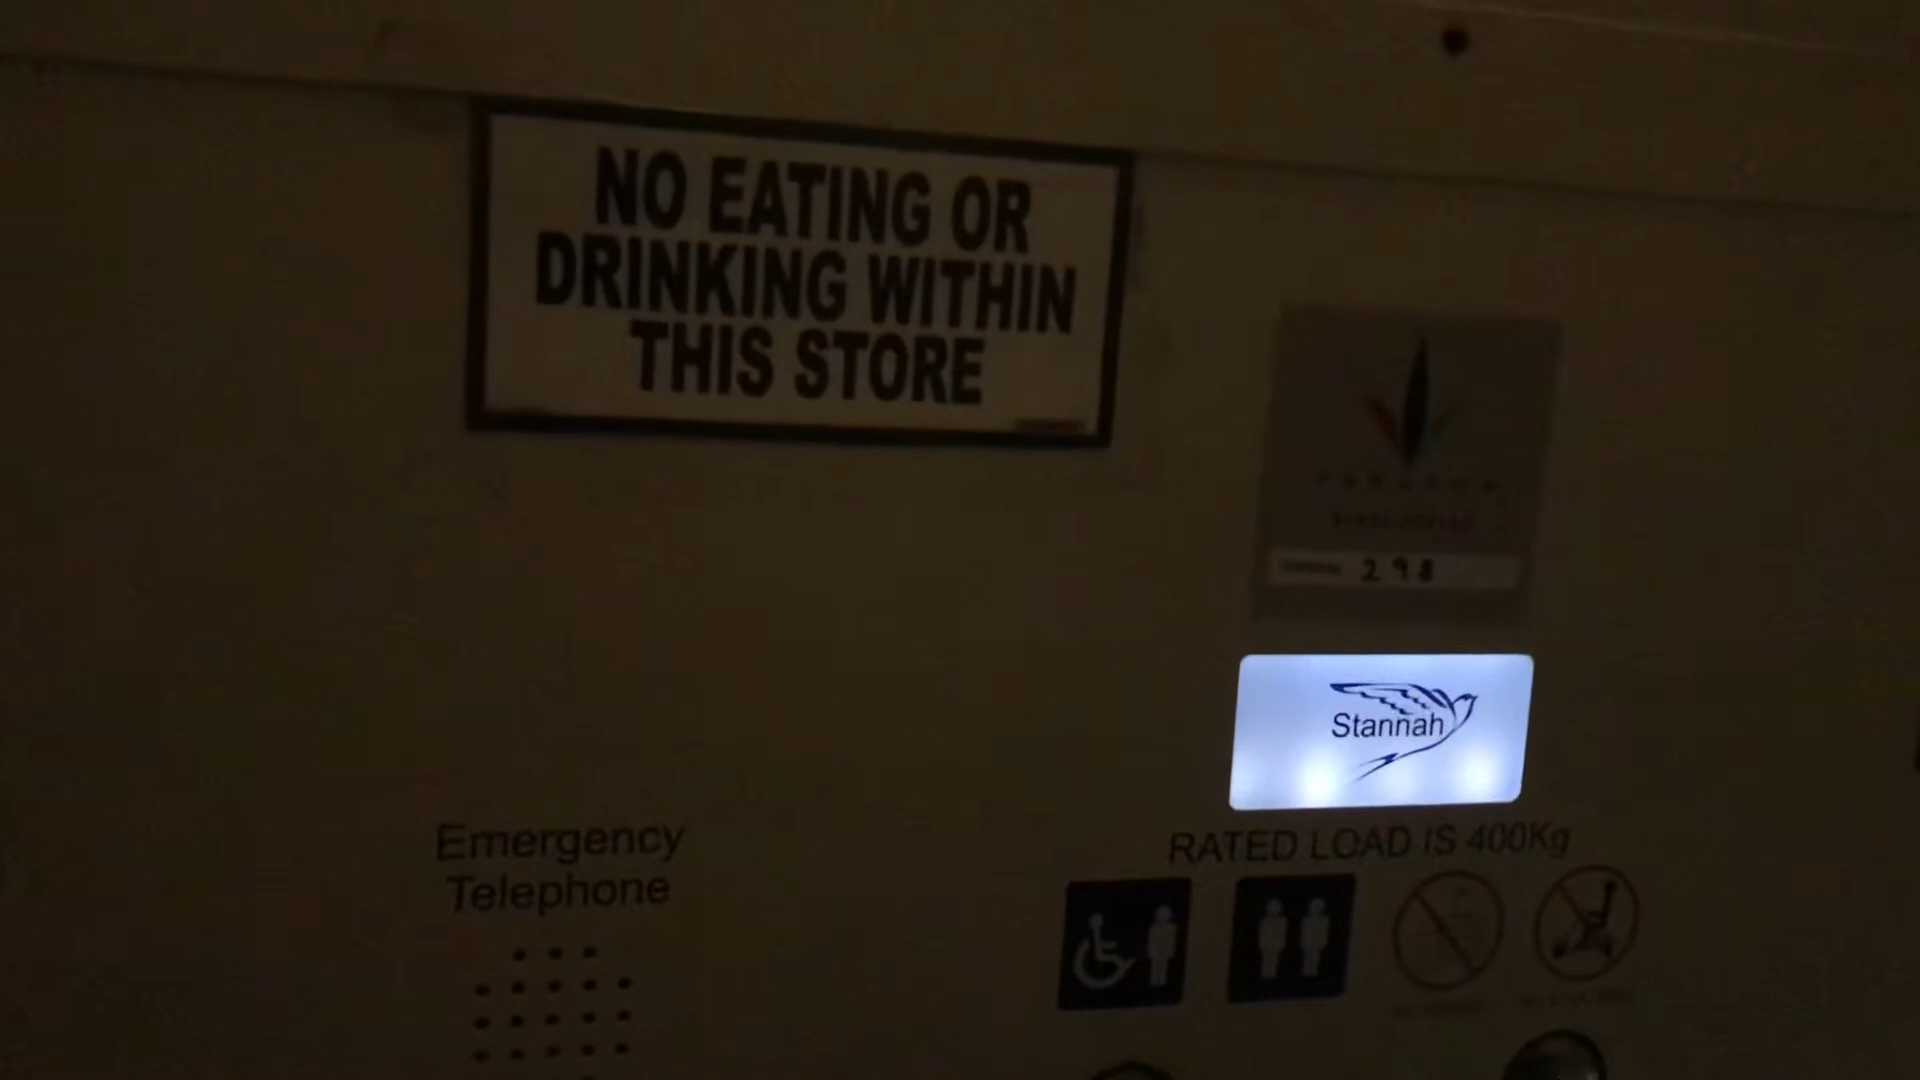 NO EATING OR
DRINKING WITHIN
THIS STORE
298
Stannah
RATED LOAD IS 400Kg
Emergency
Telephone